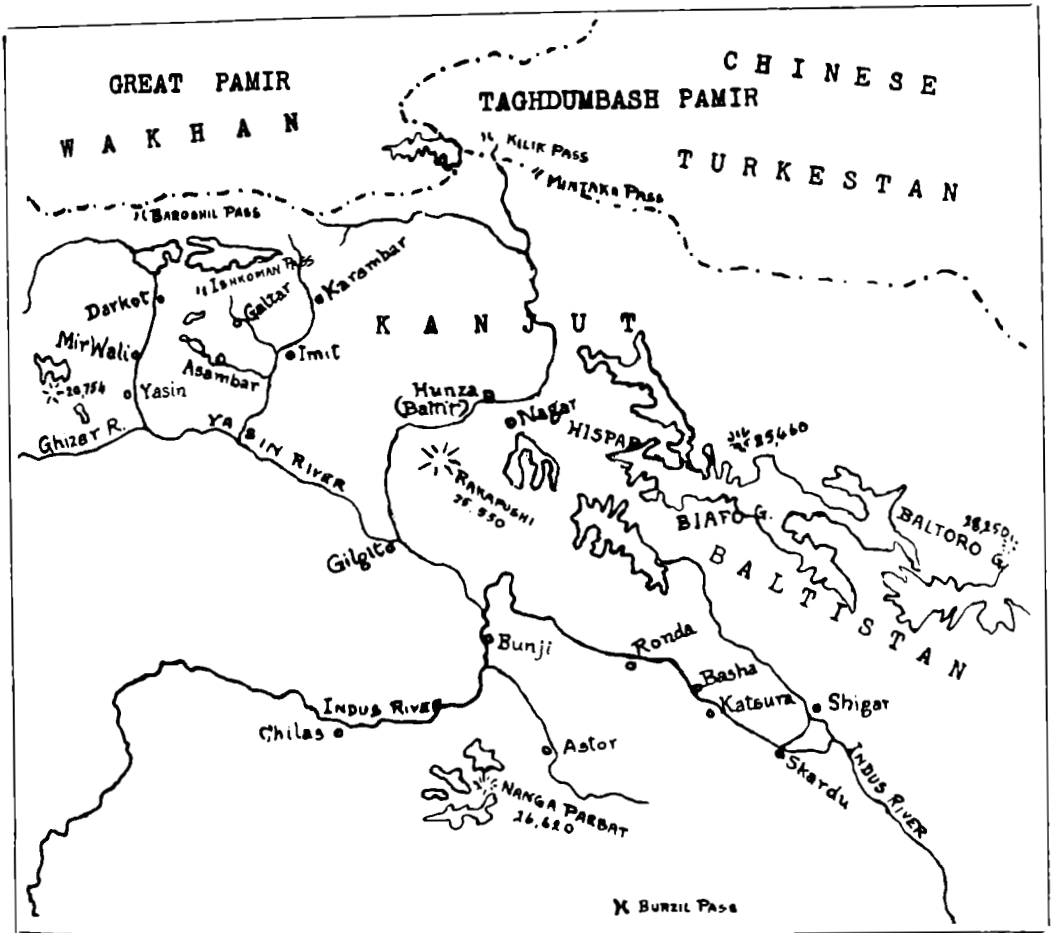 CHINESE
GREAT PAMIR
TAGHDUMBASH PAMIR
WAKHAN
KILIK PASS
TURKESTAN
MINTAKA PASS
BAROGHIL PASS
ISHKOMAN PASS
Karambar
Darkot
Galtar
KANJUT
MirWali
Imit
Asambar
20,754
Yasin
Hunza
(Baltit)
Nagar
Ghizer R.
YASIN RIVER
HISPAR
25,460
RAKAPUSHI
25.550
BIAFO G.
BALTORO G.
28,250
Gilgit
BALTISTAN
Bunji
Ronda
Basha
Katsura
Shigar
INDUS RIVER
Chilas
Astor
Skardu
INDUS RIVER
NANGA PARBAT
26,620
BURZIL PASS